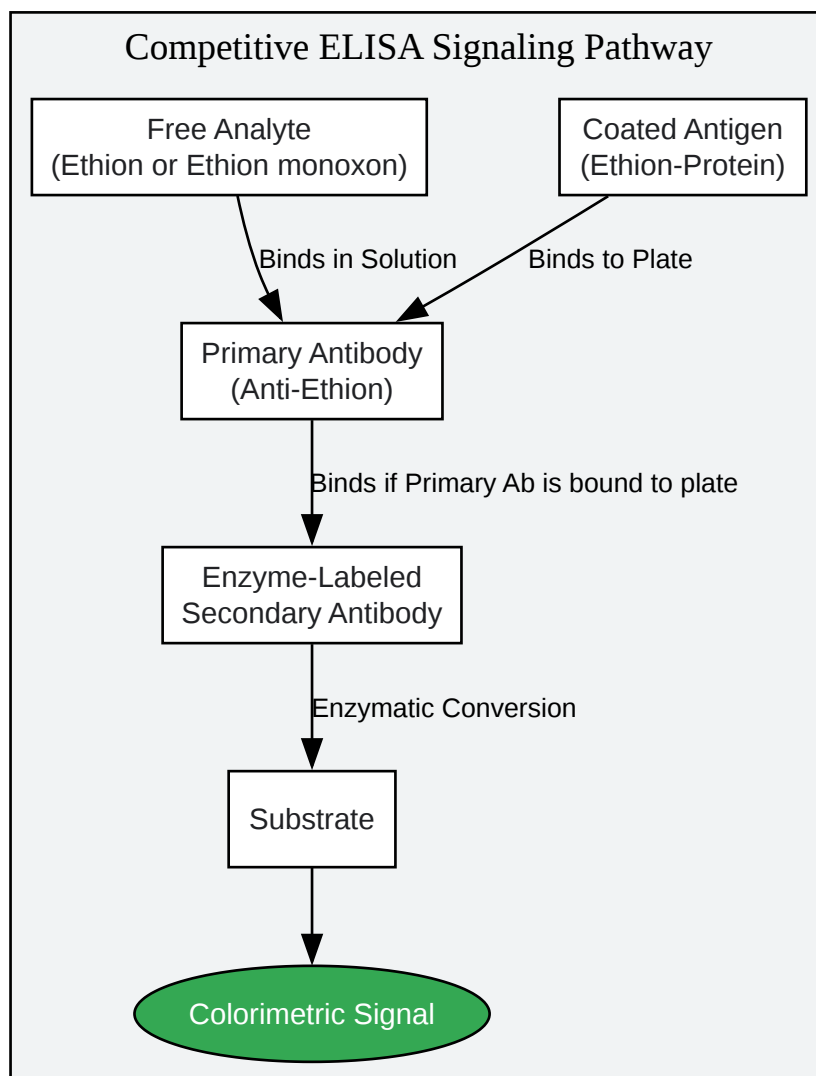 Competitive ELISA Signaling Pathway
Free Analyte
(Ethion or Ethion monoxon)
Coated Antigen
(Ethion-Protein)
Binds in Solution
Binds to Plate
Primary Antibody
(Anti-Ethion)
Binds if Primary Ab is bound to plate
Enzyme-Labeled
Secondary Antibody
Enzymatic Conversion
Substrate
Colorimetric Signal